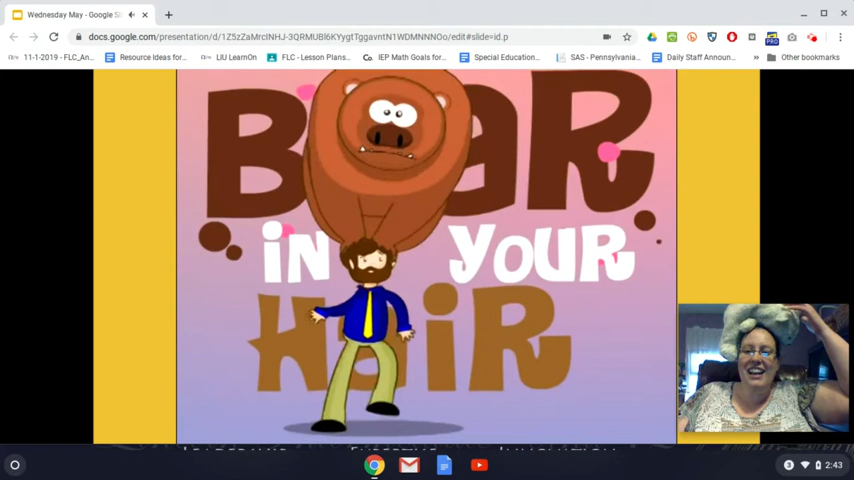 Wednesday May - Google Sl
docs.google.com/presentation/d/1Z5zZaMrcINHJ-3QRMUBl6KYygtTggavntN1WDMNNNOo/edit#slide=id.p
11-1-2019 - FLC_An... Resource Ideas for... LIU LearnOn FLC - Lesson Plans... Co. IEP Math Goals for... Special Education... SAS - Pennsylvania... Daily Staff Announ... » Other bookmarks
BEAR
iN YOUR
HAiR
3 2:43